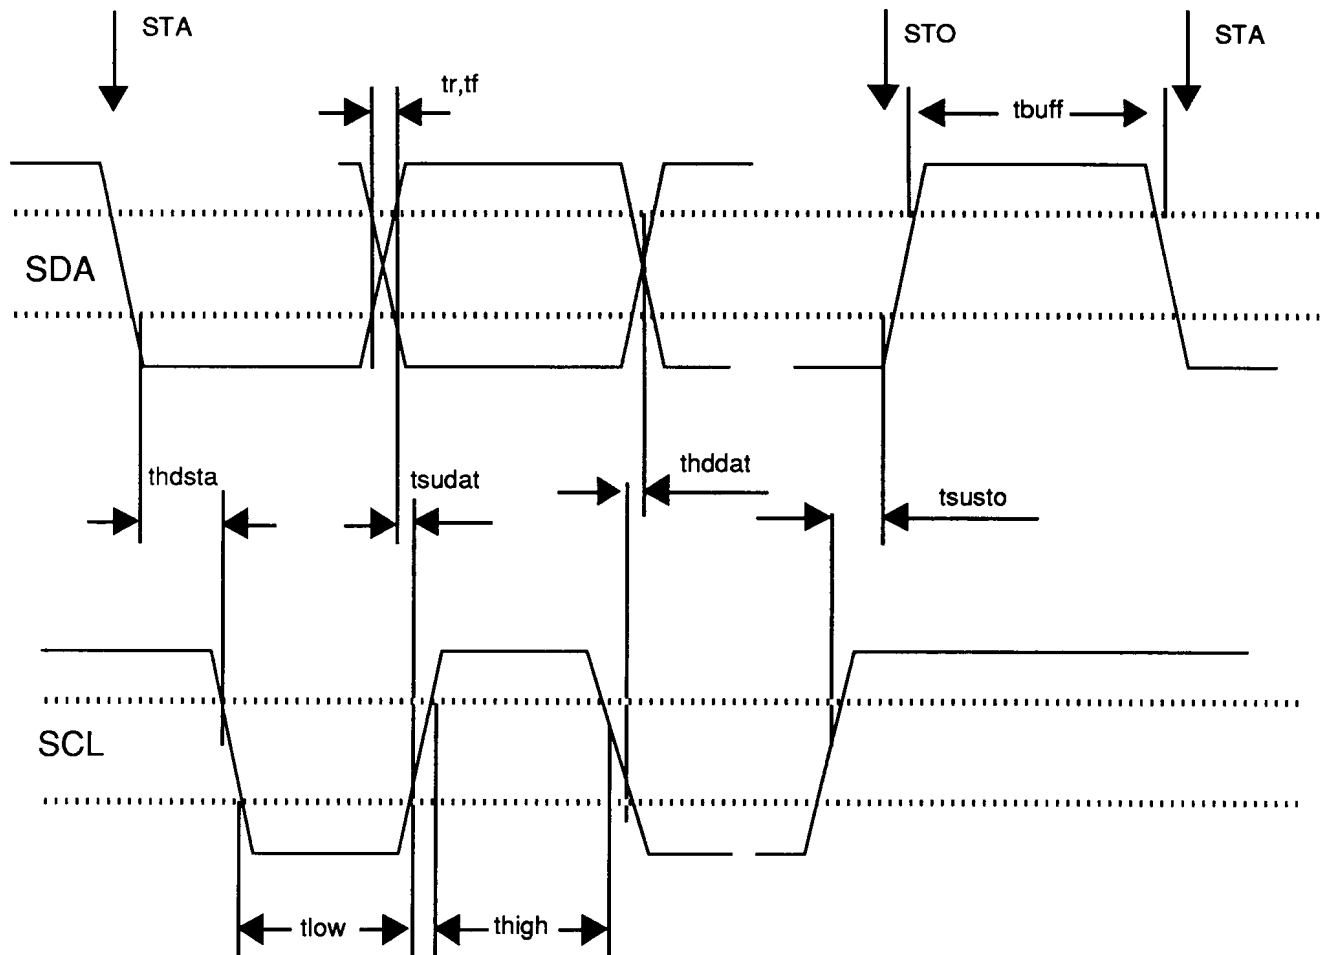 STA
STO
STA
tr,tf
tbuff
SDA
thdsta
tsudat
thddat
tsusto
SCL
tlow
thigh